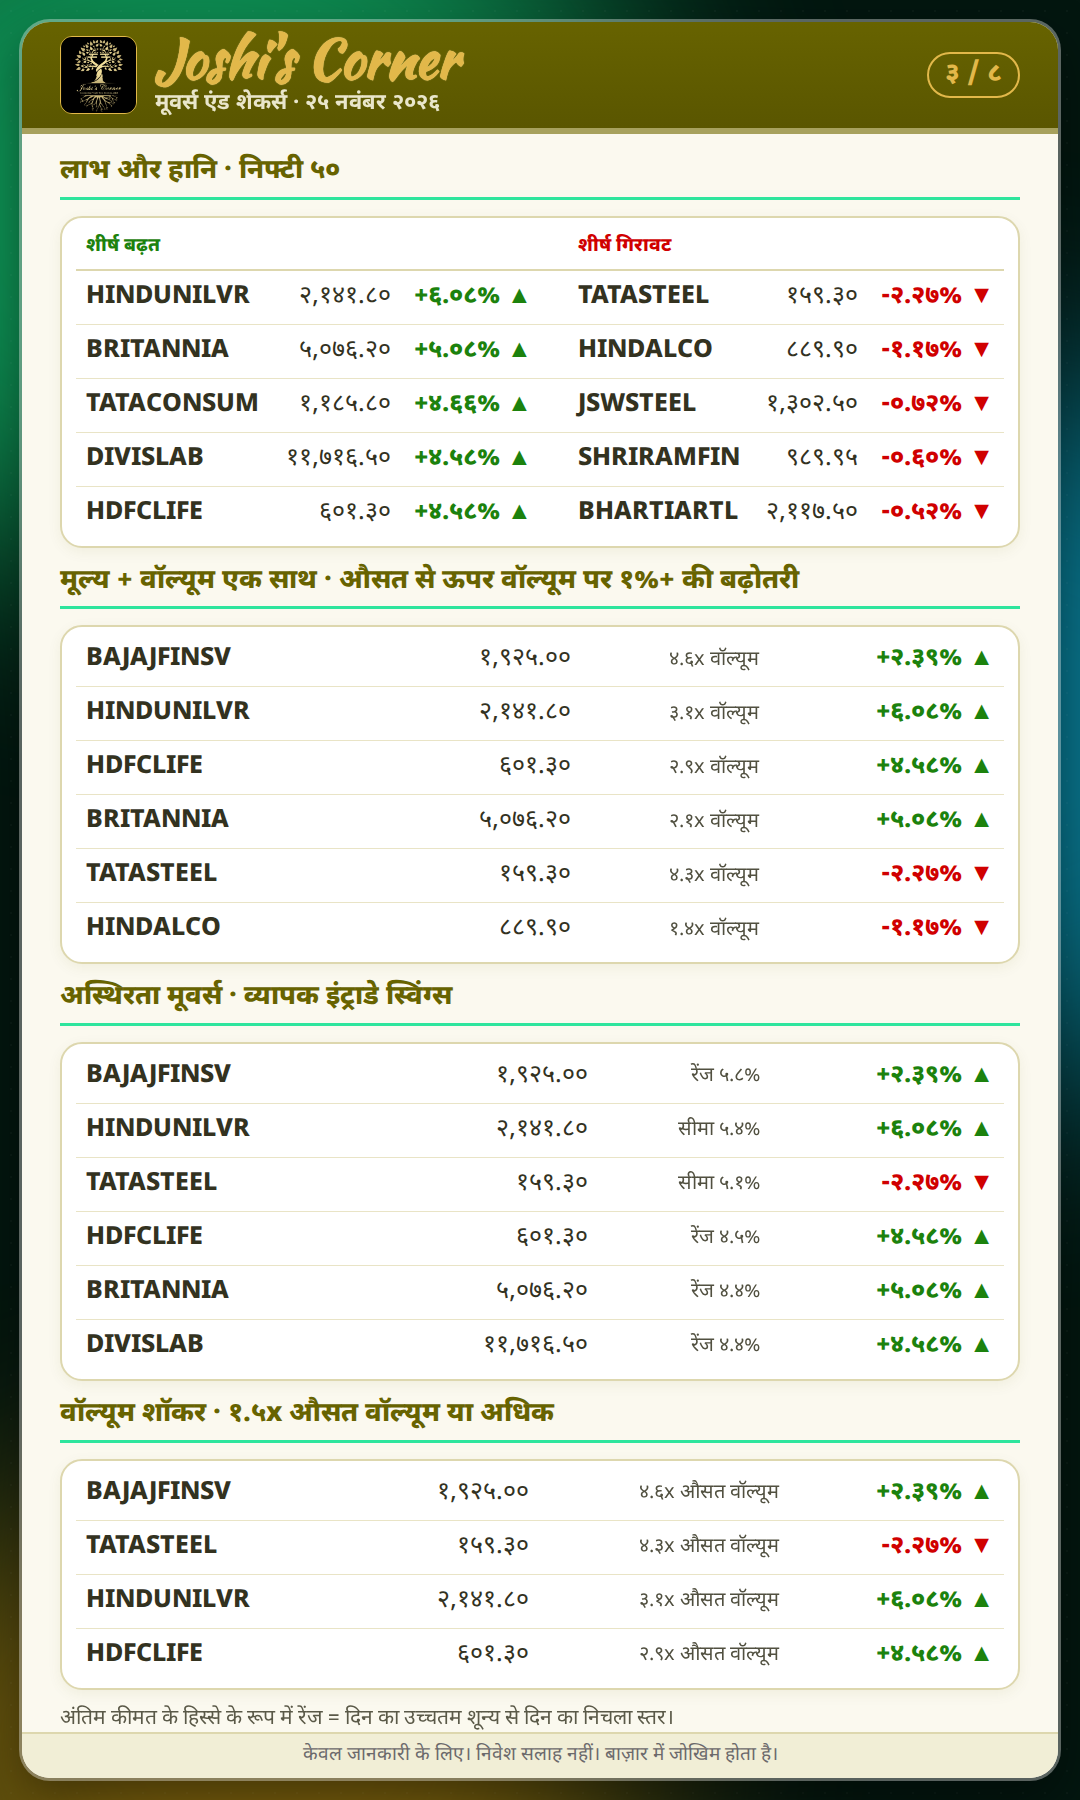 Joshi's Corner
Joshi's Corner
मूवर्स एंड शेकर्स · २५ नवंबर २०२६
३ / ८
लाभ और हानि · निफ्टी ५०
शीर्ष बढ़त शीर्ष गिरावट
HINDUNILVR २,१४१.८० +६.०८% ▲ TATASTEEL १५९.३० -२.२७% ▼
BRITANNIA ५,०७६.२० +५.०८% ▲ HINDALCO ८८९.९० -१.१७% ▼
TATACONSUM १,१८५.८० +४.६६% ▲ JSWSTEEL १,३०२.५० -०.७२% ▼
DIVISLAB ११,७१६.५० +४.५८% ▲ SHRIRAMFIN ९८९.९५ -०.६०% ▼
HDFCLIFE ६०१.३० +४.५८% ▲ BHARTIARTL २,११७.५० -०.५२% ▼
मूल्य + वॉल्यूम एक साथ · औसत से ऊपर वॉल्यूम पर १%+ की बढ़ोतरी
BAJAJFINSV १,९२५.०० ४.६x वॉल्यूम +२.३९% ▲
HINDUNILVR २,१४१.८० ३.१x वॉल्यूम +६.०८% ▲
HDFCLIFE ६०१.३० २.९x वॉल्यूम +४.५८% ▲
BRITANNIA ५,०७६.२० २.१x वॉल्यूम +५.०८% ▲
TATASTEEL १५९.३० ४.३x वॉल्यूम -२.२७% ▼
HINDALCO ८८९.९० १.४x वॉल्यूम -१.१७% ▼
अस्थिरता मूवर्स · व्यापक इंट्राडे स्विंग्स
BAJAJFINSV १,९२५.०० रेंज ५.८% +२.३९% ▲
HINDUNILVR २,१४१.८० सीमा ५.४% +६.०८% ▲
TATASTEEL १५९.३० सीमा ५.१% -२.२७% ▼
HDFCLIFE ६०१.३० रेंज ४.५% +४.५८% ▲
BRITANNIA ५,०७६.२० रेंज ४.४% +५.०८% ▲
DIVISLAB ११,७१६.५० रेंज ४.४% +४.५८% ▲
वॉल्यूम शॉकर · १.५x औसत वॉल्यूम या अधिक
BAJAJFINSV १,९२५.०० ४.६x औसत वॉल्यूम +२.३९% ▲
TATASTEEL १५९.३० ४.३x औसत वॉल्यूम -२.२७% ▼
HINDUNILVR २,१४१.८० ३.१x औसत वॉल्यूम +६.०८% ▲
HDFCLIFE ६०१.३० २.९x औसत वॉल्यूम +४.५८% ▲
अंतिम कीमत के हिस्से के रूप में रेंज = दिन का उच्चतम शून्य से दिन का निचला स्तर।
केवल जानकारी के लिए। निवेश सलाह नहीं। बाज़ार में जोखिम होता है।